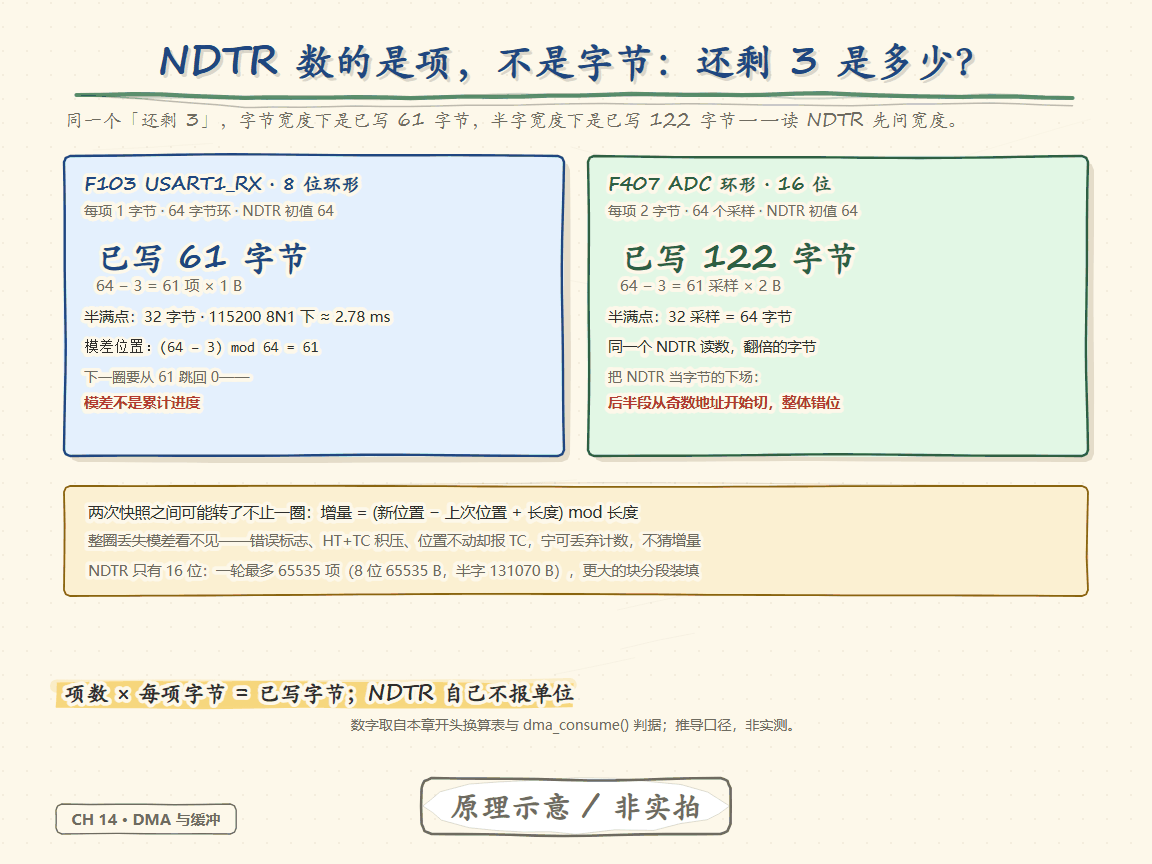 NDTR 数的是项，不是字节：还剩 3 是多少？
同一个「还剩 3」，字节宽度下是已写 61 字节，半字宽度下是已写 122 字节——读 NDTR 先问宽度。
F103 USART1_RX · 8 位环形
每项 1 字节 · 64 字节环 · NDTR 初值 64
已写 61 字节
64 − 3 = 61 项 × 1 B
半满点：32 字节 · 115200 8N1 下 ≈ 2.78 ms
模差位置：(64 − 3) mod 64 = 61
下一圈要从 61 跳回 0——
模差不是累计进度
F407 ADC 环形 · 16 位
每项 2 字节 · 64 个采样 · NDTR 初值 64
已写 122 字节
64 − 3 = 61 采样 × 2 B
半满点：32 采样 = 64 字节
同一个 NDTR 读数，翻倍的字节
把 NDTR 当字节的下场：
后半段从奇数地址开始切，整体错位
两次快照之间可能转了不止一圈：增量 = (新位置 − 上次位置 + 长度) mod 长度
整圈丢失模差看不见——错误标志、HT+TC 积压、位置不动却报 TC，宁可丢弃计数，不猜增量
NDTR 只有 16 位：一轮最多 65535 项（8 位 65535 B，半字 131070 B），更大的块分段装填
项数 × 每项字节 = 已写字节；NDTR 自己不报单位
数字取自本章开头换算表与 dma_consume() 判据；推导口径，非实测。
原理示意 / 非实拍
CH 14 · DMA 与缓冲